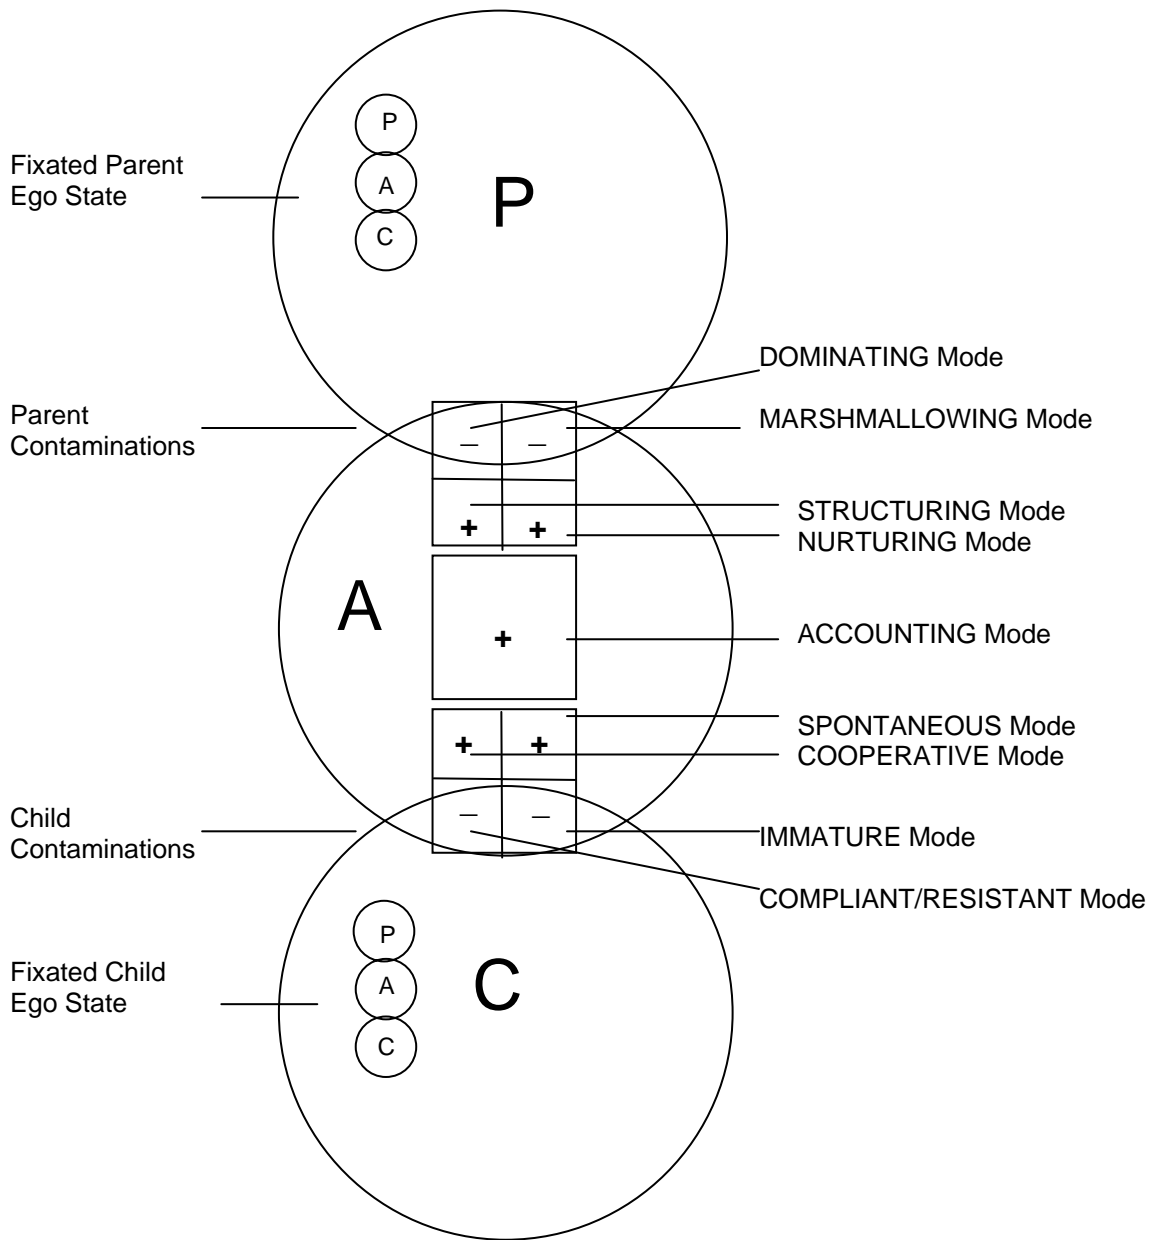 P
A
C
P
Fixated Parent
Ego State
DOMINATING Mode
Parent
Contaminations
MARSHMALLOWING Mode
– –
STRUCTURING Mode
+ +
NURTURING Mode
A
+
ACCOUNTING Mode
SPONTANEOUS Mode
+ +
COOPERATIVE Mode
Child
Contaminations
– –
IMMATURE Mode
COMPLIANT/RESISTANT Mode
P
A
C
C
Fixated Child
Ego State